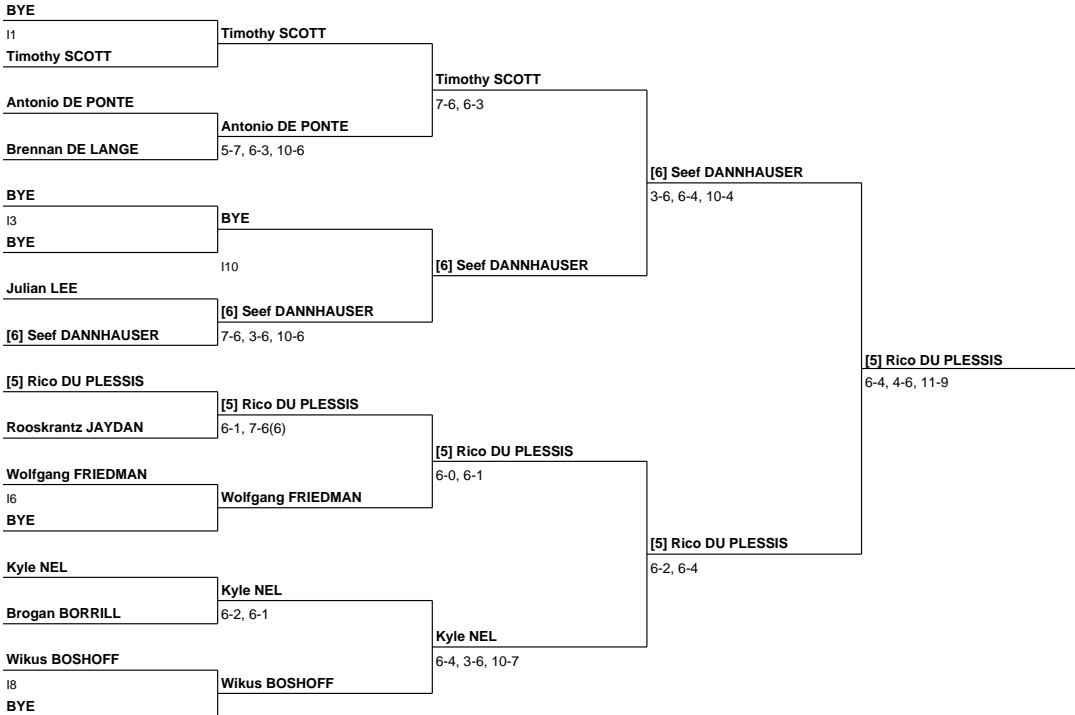 BYE
I1
Timothy SCOTT
Antonio DE PONTE
Brennan DE LANGE
BYE
I3
BYE
Julian LEE
[6] Seef DANNHAUSER
[5] Rico DU PLESSIS
Rooskrantz JAYDAN
Wolfgang FRIEDMAN
I6
BYE
Kyle NEL
Brogan BORRILL
Wikus BOSHOFF
I8
BYE
Timothy SCOTT
Antonio DE PONTE
5-7, 6-3, 10-6
BYE
I10
[6] Seef DANNHAUSER
7-6, 3-6, 10-6
[5] Rico DU PLESSIS
6-1, 7-6(6)
Wolfgang FRIEDMAN
Kyle NEL
6-2, 6-1
Wikus BOSHOFF
Timothy SCOTT
7-6, 6-3
[6] Seef DANNHAUSER
[5] Rico DU PLESSIS
6-0, 6-1
Kyle NEL
6-4, 3-6, 10-7
[6] Seef DANNHAUSER
3-6, 6-4, 10-4
[5] Rico DU PLESSIS
6-2, 6-4
[5] Rico DU PLESSIS
6-4, 4-6, 11-9